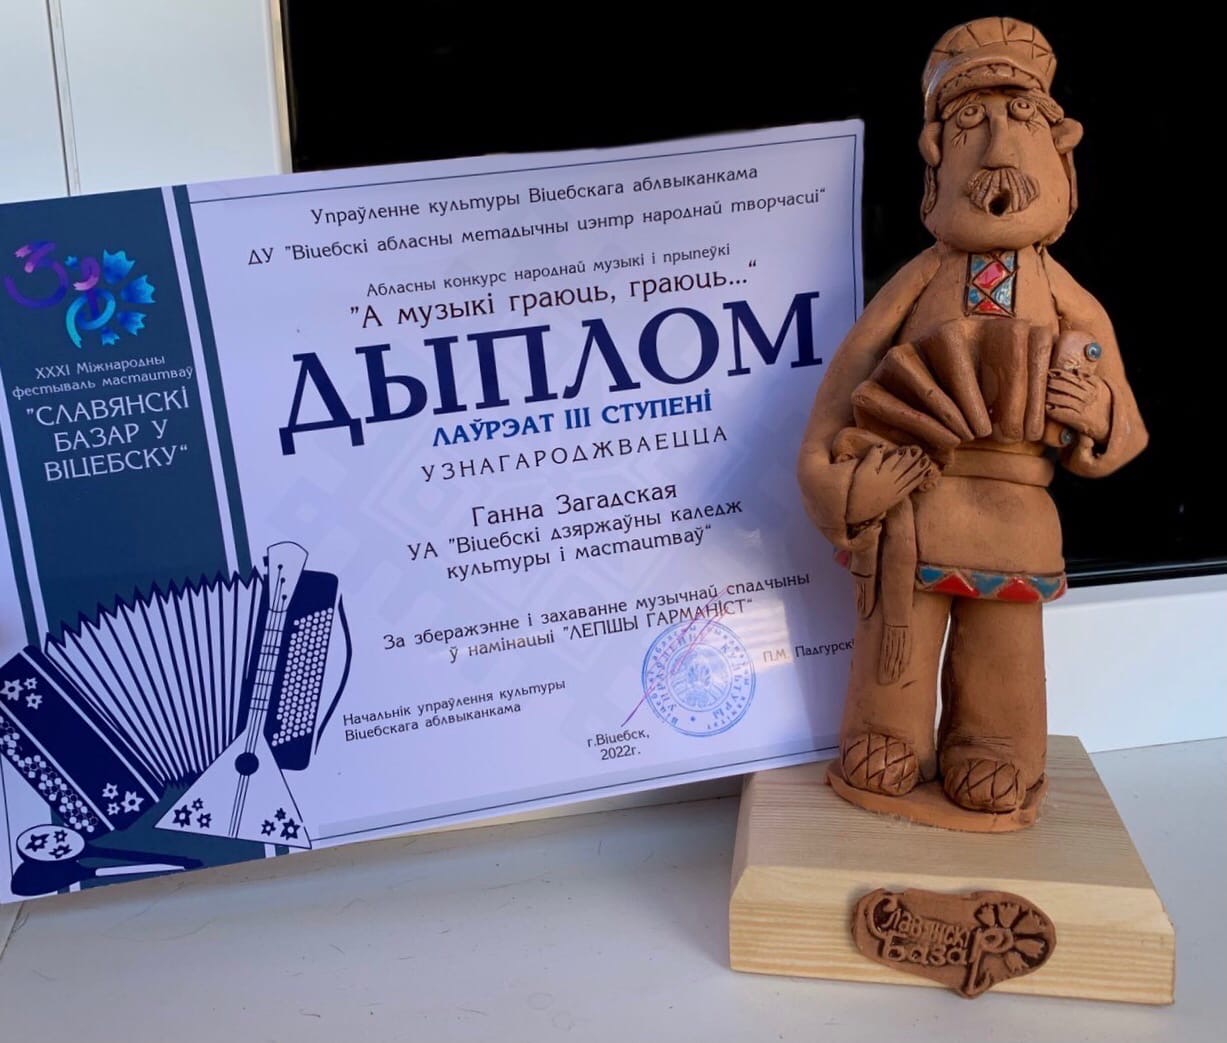 XXXI Міжнародны
фестываль мастацтваў
"СЛАВЯНСКІ
БАЗАР У
ВІЦЕБСКУ"
Упраўленне культуры Віцебскага аблвыканкама
ДУ "Віцебскі абласны метадычны цэнтр народнай творчасці"
Абласны конкурс народнай музыкі і прыпеўкі
"А музыкі граюць, граюць..."
ДЫПЛОМ
ЛАЎРЭАТ III СТУПЕНІ
УЗНАГАРОДЖВАЕЦЦА
Ганна Загадская
УА "Віцебскі дзяржаўны каледж
культуры і мастацтваў"
За зберажэнне і захаванне музычнай спадчыны
ў намінацыі "ЛЕПШЫ ГАРМАНІСТ"
П.М. Падгурскі
Начальнік упраўлення культуры
Віцебскага аблвыканкама
г.Віцебск,
2022г.
Славянскі
базар